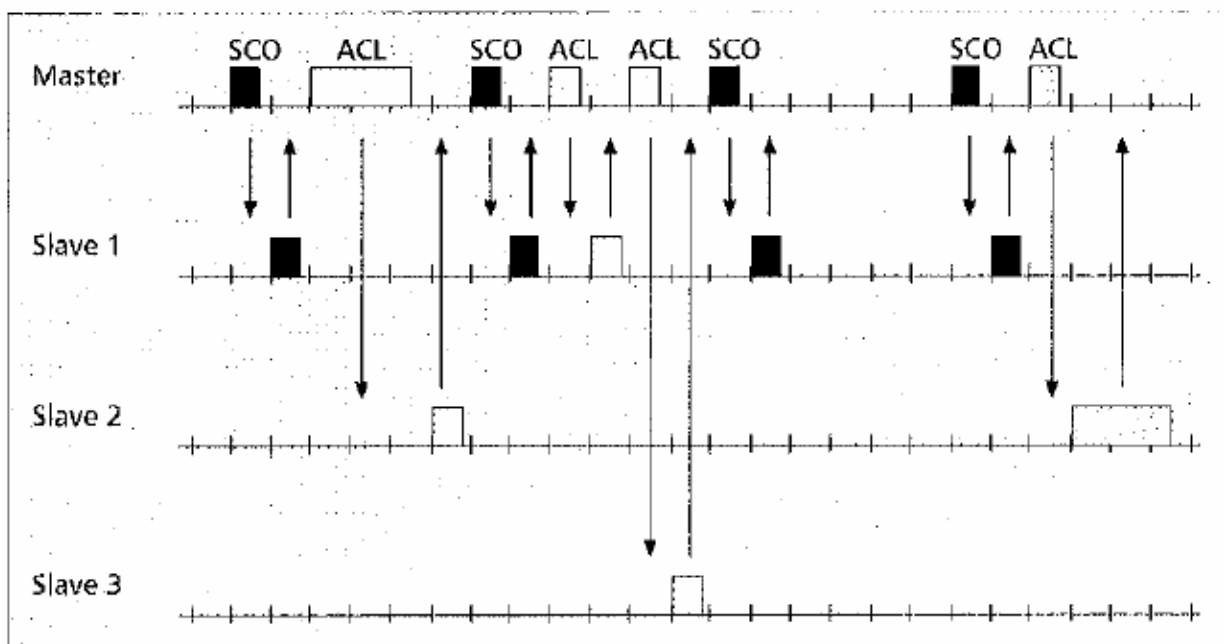 SCO ACL SCO ACL ACL SCO SCO ACL
Master
Slave 1
Slave 2
Slave 3